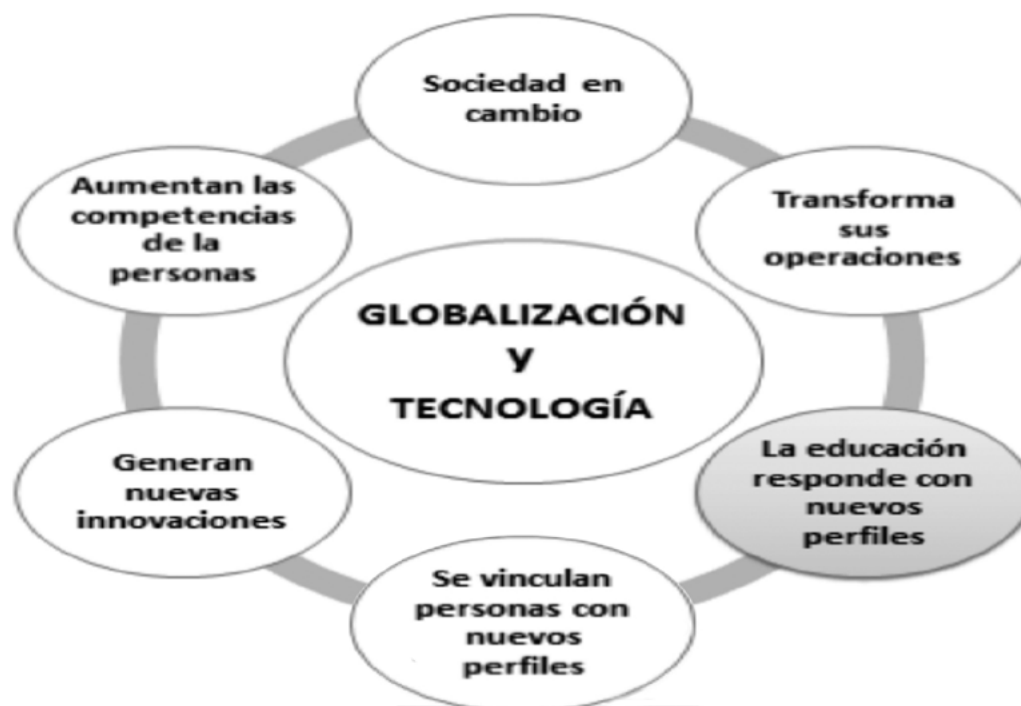 Sociedad en
cambio
Transforma
sus
operaciones
La educación
responde con
nuevos
perfiles
Se vinculan
personas con
nuevos
perfiles
Generan
nuevas
innovaciones
Aumentan las
competencias
de la
personas
GLOBALIZACIÓN
y
TECNOLOGÍA